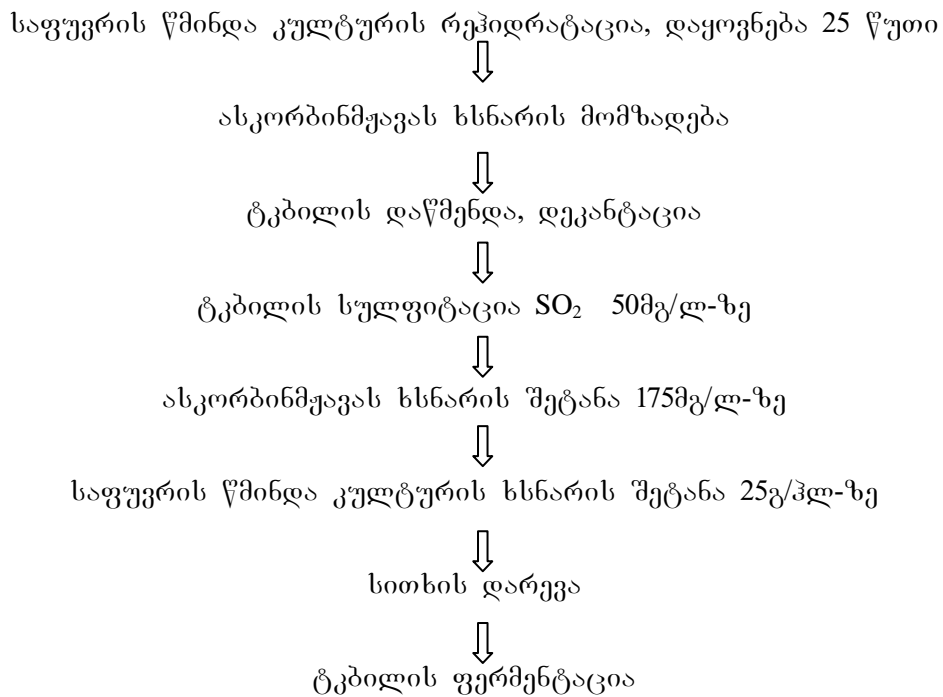 საფუვრის წმინდა კულტურის რეჰიდრატაცია, დაყოვნება 25 წუთი
ასკორბინმჟავას ხსნარის მომზადება
ტკბილის დაწმენდა, დეკანტაცია
ტკბილის სულფიტაცია SO₂ 50მგ/ლ-ზე
ასკორბინმჟავას ხსნარის შეტანა 175მგ/ლ-ზე
საფუვრის წმინდა კულტურის ხსნარის შეტანა 25გ/ჰლ-ზე
სითხის დარევა
ტკბილის ფერმენტაცია